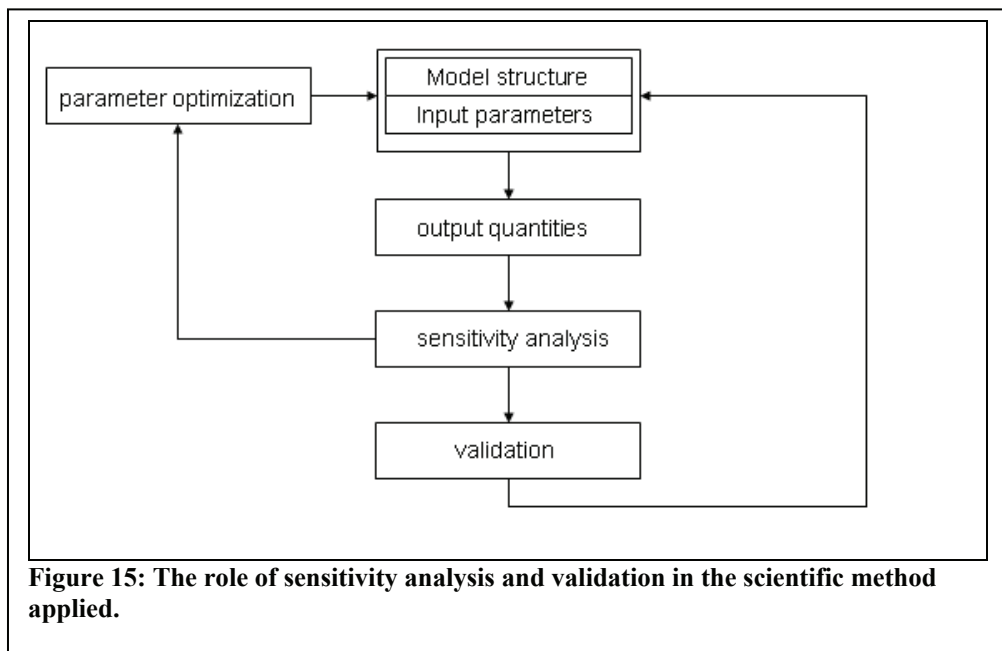 parameter optimization
Model structure
Input parameters
output quantities
sensitivity analysis
validation
Figure 15: The role of sensitivity analysis and validation in the scientific method
applied.